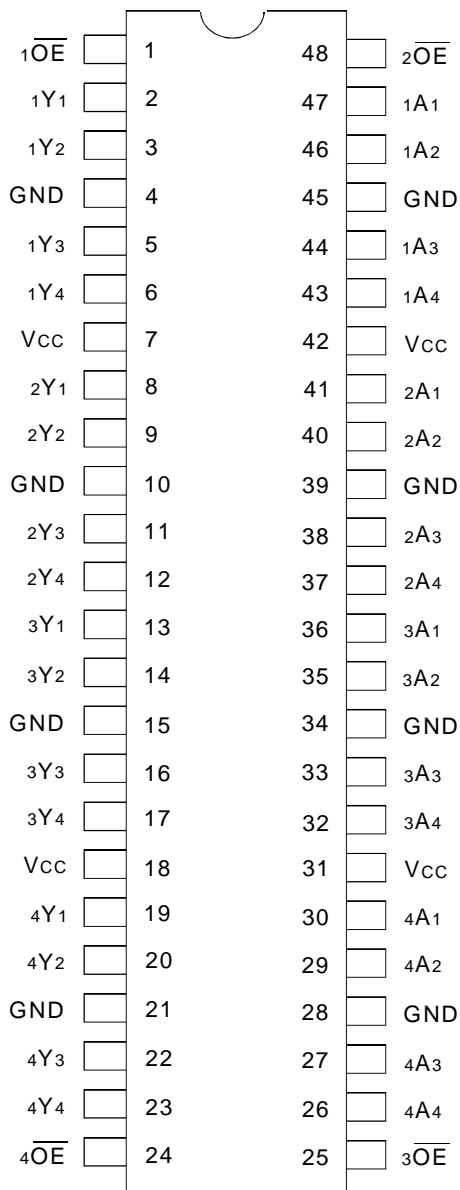 1OE 1 48 2OE
1Y1 2 47 1A1
1Y2 3 46 1A2
GND 4 45 GND
1Y3 5 44 1A3
1Y4 6 43 1A4
VCC 7 42 VCC
2Y1 8 41 2A1
2Y2 9 40 2A2
GND 10 39 GND
2Y3 11 38 2A3
2Y4 12 37 2A4
3Y1 13 36 3A1
3Y2 14 35 3A2
GND 15 34 GND
3Y3 16 33 3A3
3Y4 17 32 3A4
VCC 18 31 VCC
4Y1 19 30 4A1
4Y2 20 29 4A2
GND 21 28 GND
4Y3 22 27 4A3
4Y4 23 26 4A4
4OE 24 25 3OE